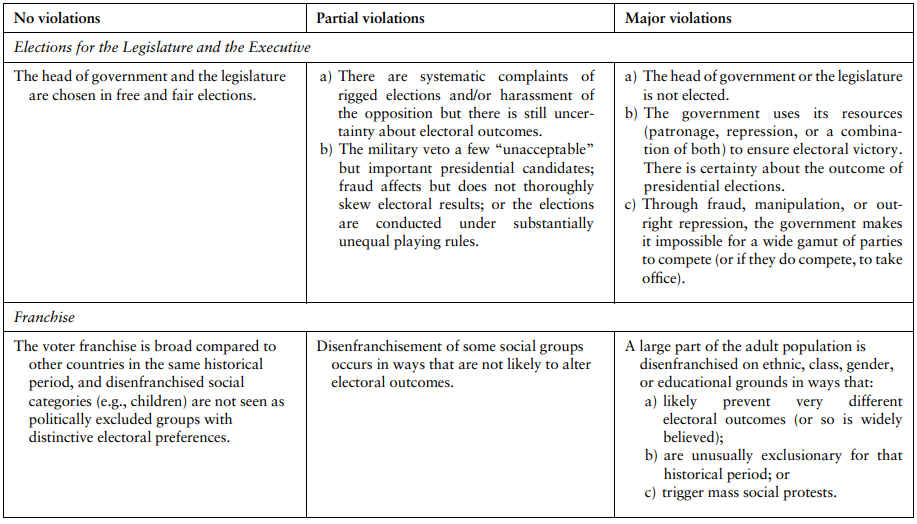 No violations
Partial violations
Major violations
Elections for the Legislature and the Executive
The head of government and the legislature
are chosen in free and fair elections.
a) There are systematic complaints of
rigged elections and/or harassment of
the opposition but there is still uncer-
tainty about electoral outcomes.
b) The military veto a few “unacceptable”
but important presidential candidates;
fraud affects but does not thoroughly
skew electoral results; or the elections
are conducted under substantially
unequal playing rules.
a) The head of government or the legislature
is not elected.
b) The government uses its resources
(patronage, repression, or a combina-
tion of both) to ensure electoral victory.
There is certainty about the outcome of
presidential elections.
c) Through fraud, manipulation, or out-
right repression, the government makes
it impossible for a wide gamut of parties
to compete (or if they do compete, to take
office).
Franchise
The voter franchise is broad compared to
other countries in the same historical
period, and disenfranchised social
categories (e.g., children) are not seen as
politically excluded groups with
distinctive electoral preferences.
Disenfranchisement of some social groups
occurs in ways that are not likely to alter
electoral outcomes.
A large part of the adult population is
disenfranchised on ethnic, class, gender,
or educational grounds in ways that:
a) likely prevent very different
electoral outcomes (or so is widely
believed);
b) are unusually exclusionary for that
historical period; or
c) trigger mass social protests.